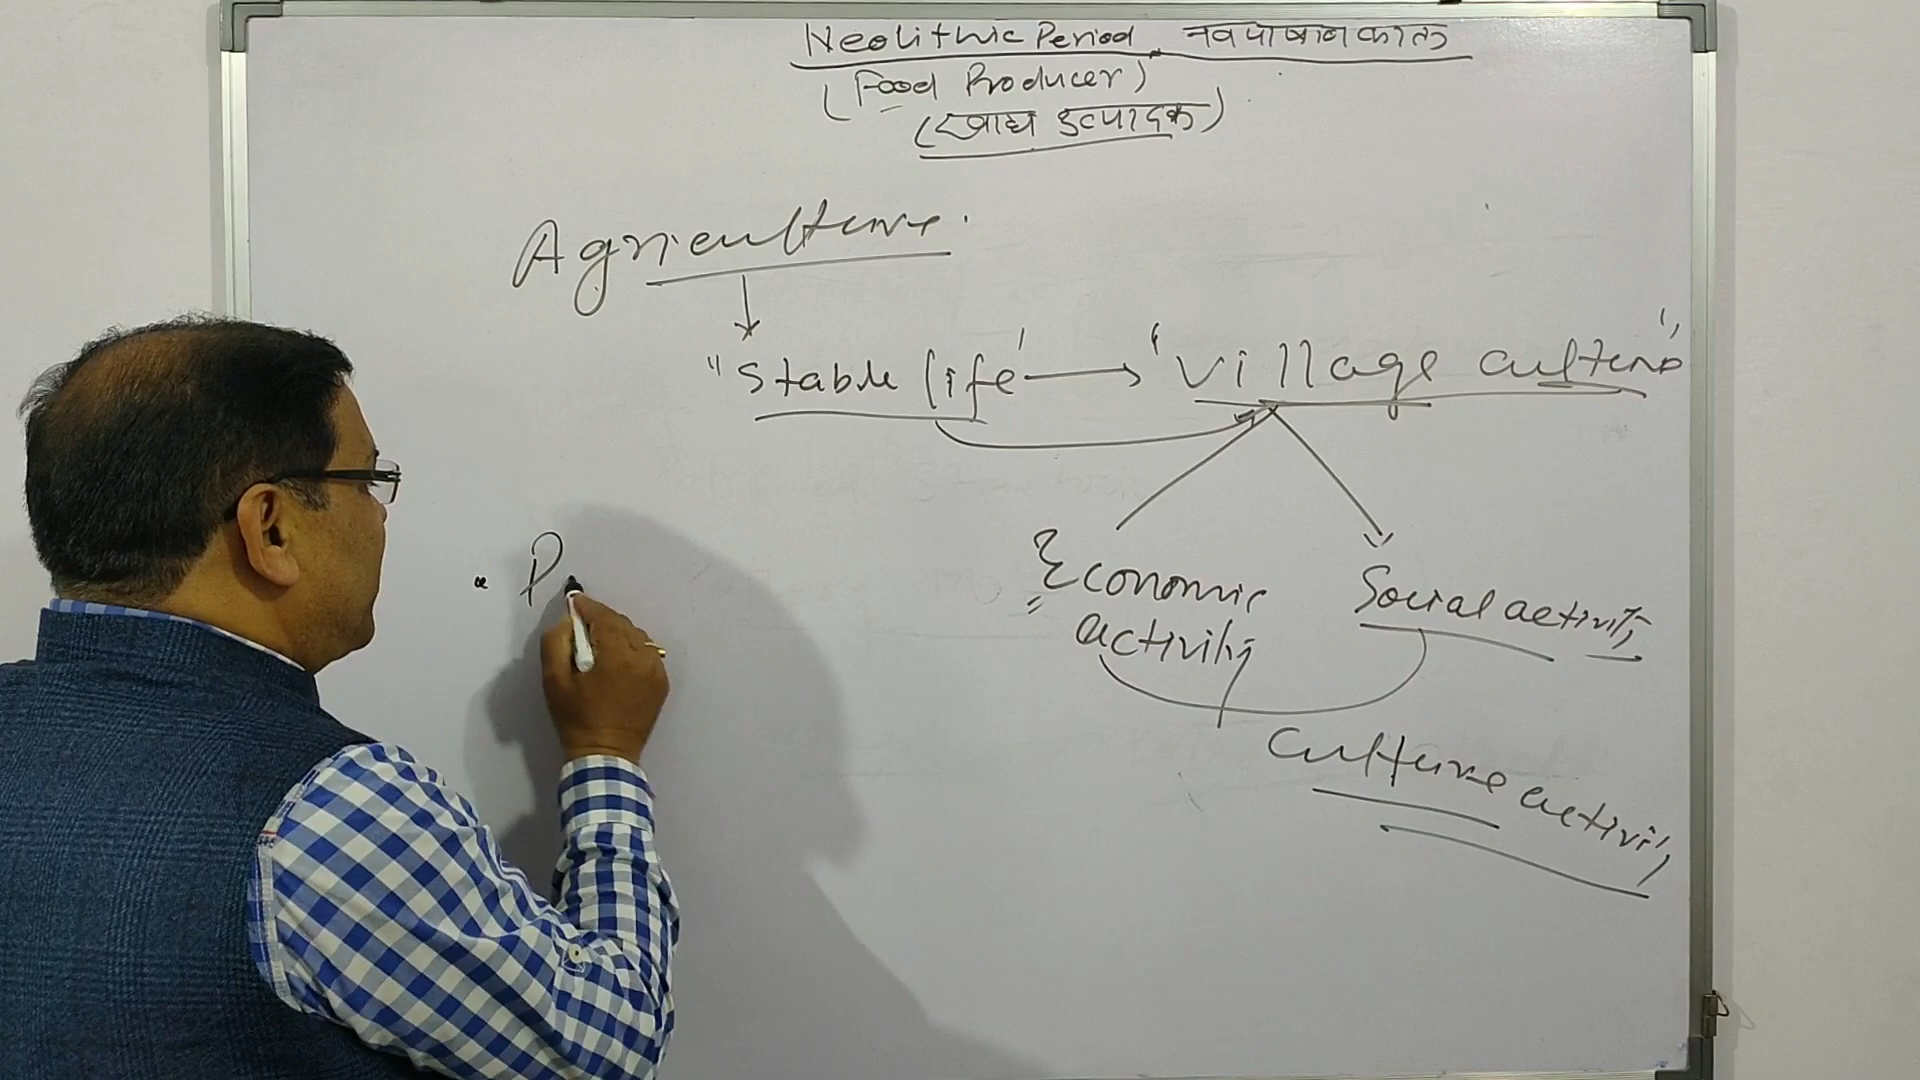 Neolithic Period नवपाषाणकाल
(Food Producer)
(खाद्य उत्पादक)
Agriculture
"Stable life' → 'Village culture"
Economic
activity
Social activity
Culture activity
" P